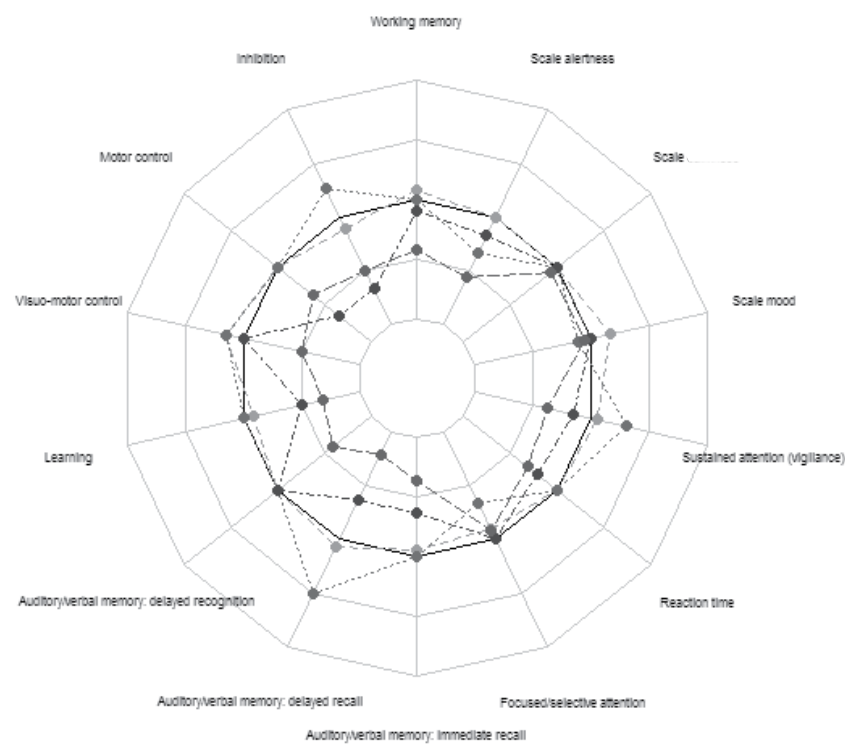 Working memory
Inhibition
Scale alertness
Motor control
Scale
Visuo-motor control
Scale mood
Learning
Sustained attention (vigilance)
Auditory/verbal memory: delayed recognition
Reaction time
Auditory/verbal memory: delayed recall
Focused/selective attention
Auditory/verbal memory: immediate recall